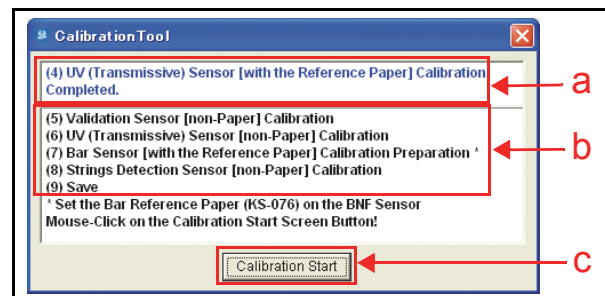 CalibrationTool
(4) UV (Transmissive) Sensor [with the Reference Paper] Calibration
Completed.
a
(5) Validation Sensor [non-Paper] Calibration
(6) UV (Transmissive) Sensor [non-Paper] Calibration
(7) Bar Sensor [with the Reference Paper] Calibration Preparation *
(8) Strings Detection Sensor [non-Paper] Calibration
(9) Save
b
* Set the Bar Reference Paper (KS-076) on the BNF Sensor
Mouse-Click on the Calibration Start Screen Button!
Calibration Start
c